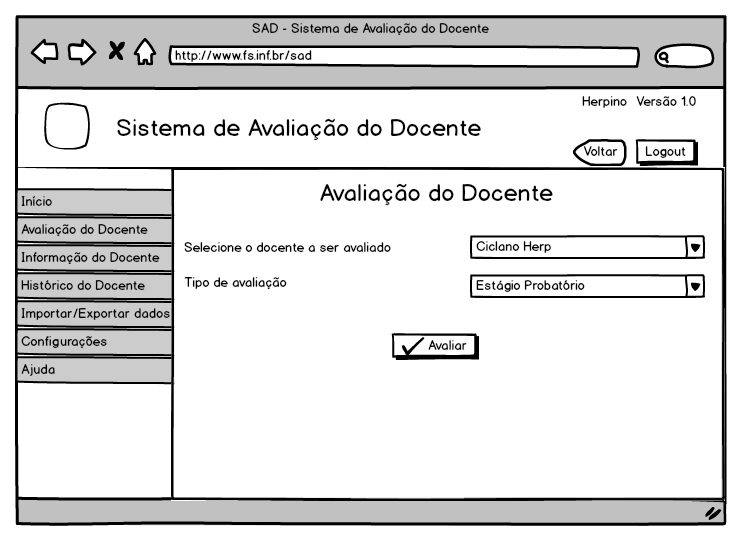 SAD - Sistema de Avaliação do Docente
http://www.fs.inf.br/sad
Herpino Versão 1.0
Sistema de Avaliação do Docente
Voltar Logout
Início
Avaliação do Docente
Informação do Docente
Histórico do Docente
Importar/Exportar dados
Configurações
Ajuda
Avaliação do Docente
Selecione o docente a ser avaliado Ciclano Herp
Tipo de avaliação Estágio Probatório
Avaliar